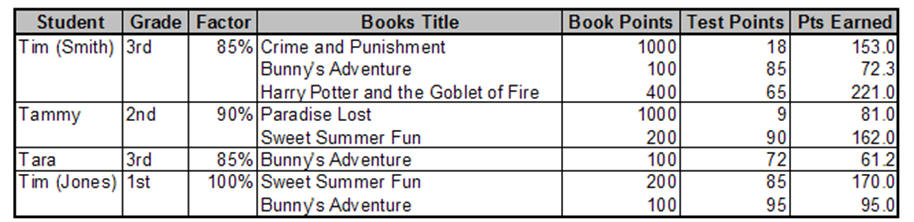 Student Grade Factor Books Title Book Points Test Points Pts Earned
Tim (Smith) 3rd 85% Crime and Punishment 1000 18 153.0
Bunny's Adventure 100 85 72.3
Harry Potter and the Goblet of Fire 400 65 221.0
Tammy 2nd 90% Paradise Lost 1000 9 81.0
Sweet Summer Fun 200 90 162.0
Tara 3rd 85% Bunny's Adventure 100 72 61.2
Tim (Jones) 1st 100% Sweet Summer Fun 200 85 170.0
Bunny's Adventure 100 95 95.0